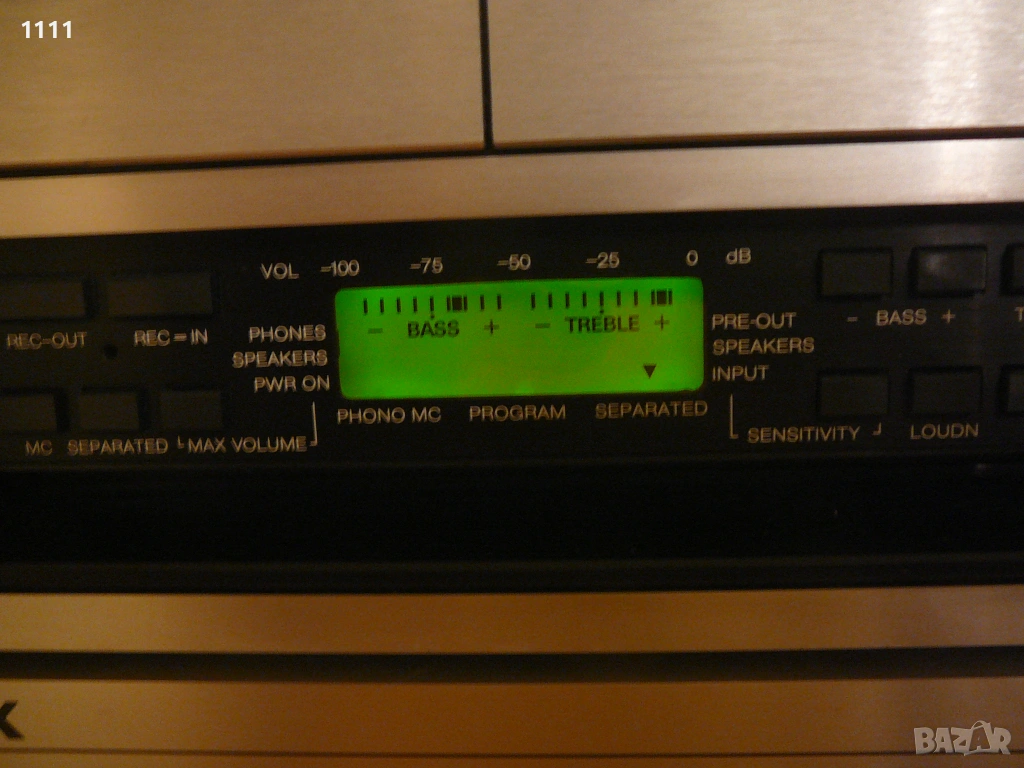 1111
VOL -100 -75 -50 -25 0 dB
- BASS + - TREBLE +
REC-OUT REC=IN
PHONES
SPEAKERS
PWR ON
PRE-OUT
SPEAKERS
INPUT
- BASS +
PHONO MC PROGRAM SEPARATED
MC SEPARATED MAX VOLUME
SENSITIVITY LOUDN
BAZAR